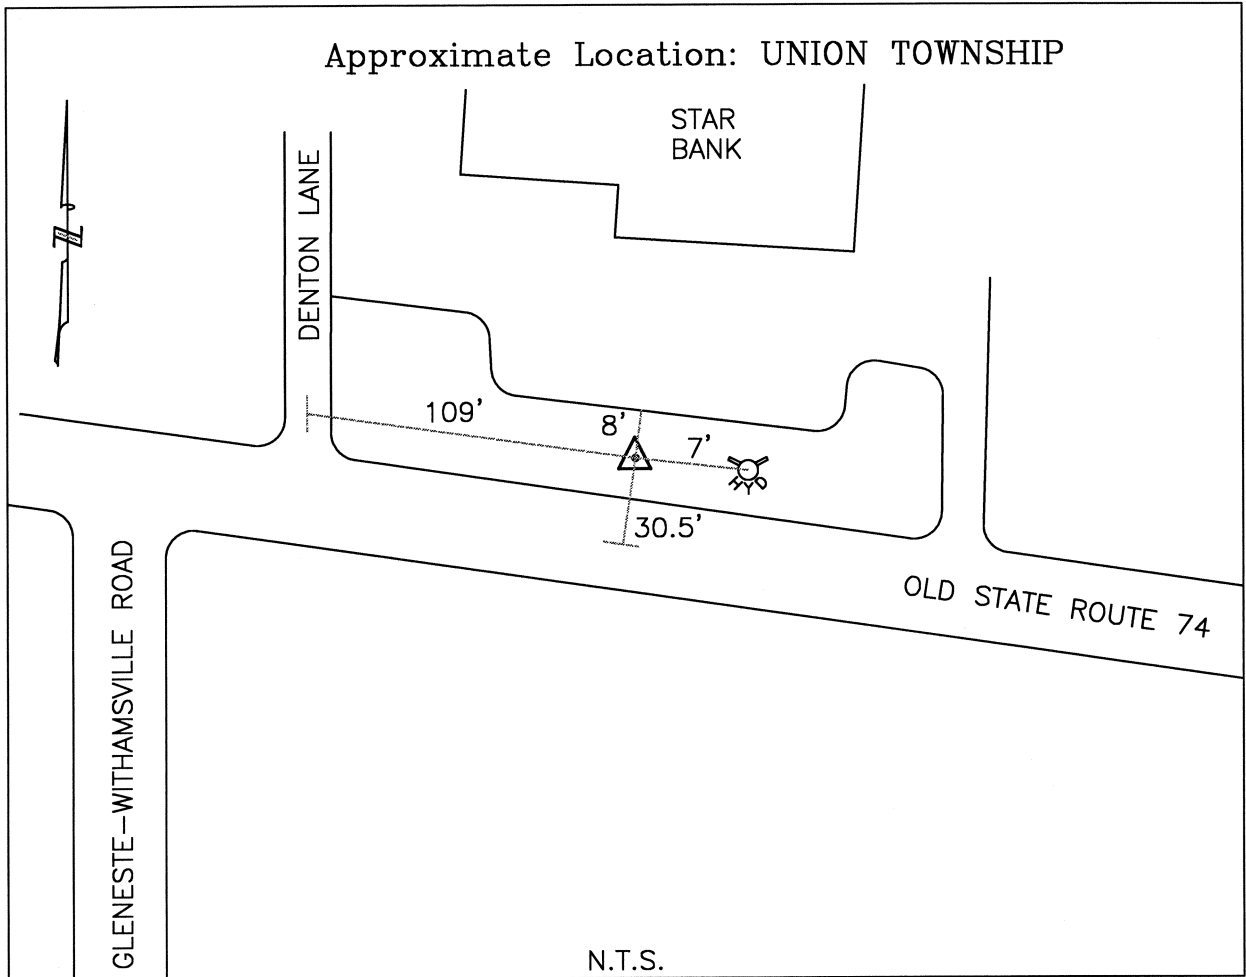 Approximate Location: UNION TOWNSHIP
STAR
BANK
N
DENTON LANE
109'
8'
7'
HYD
30.5'
OLD STATE ROUTE 74
GLENESTE-WITHAMSVILLE ROAD
N.T.S.